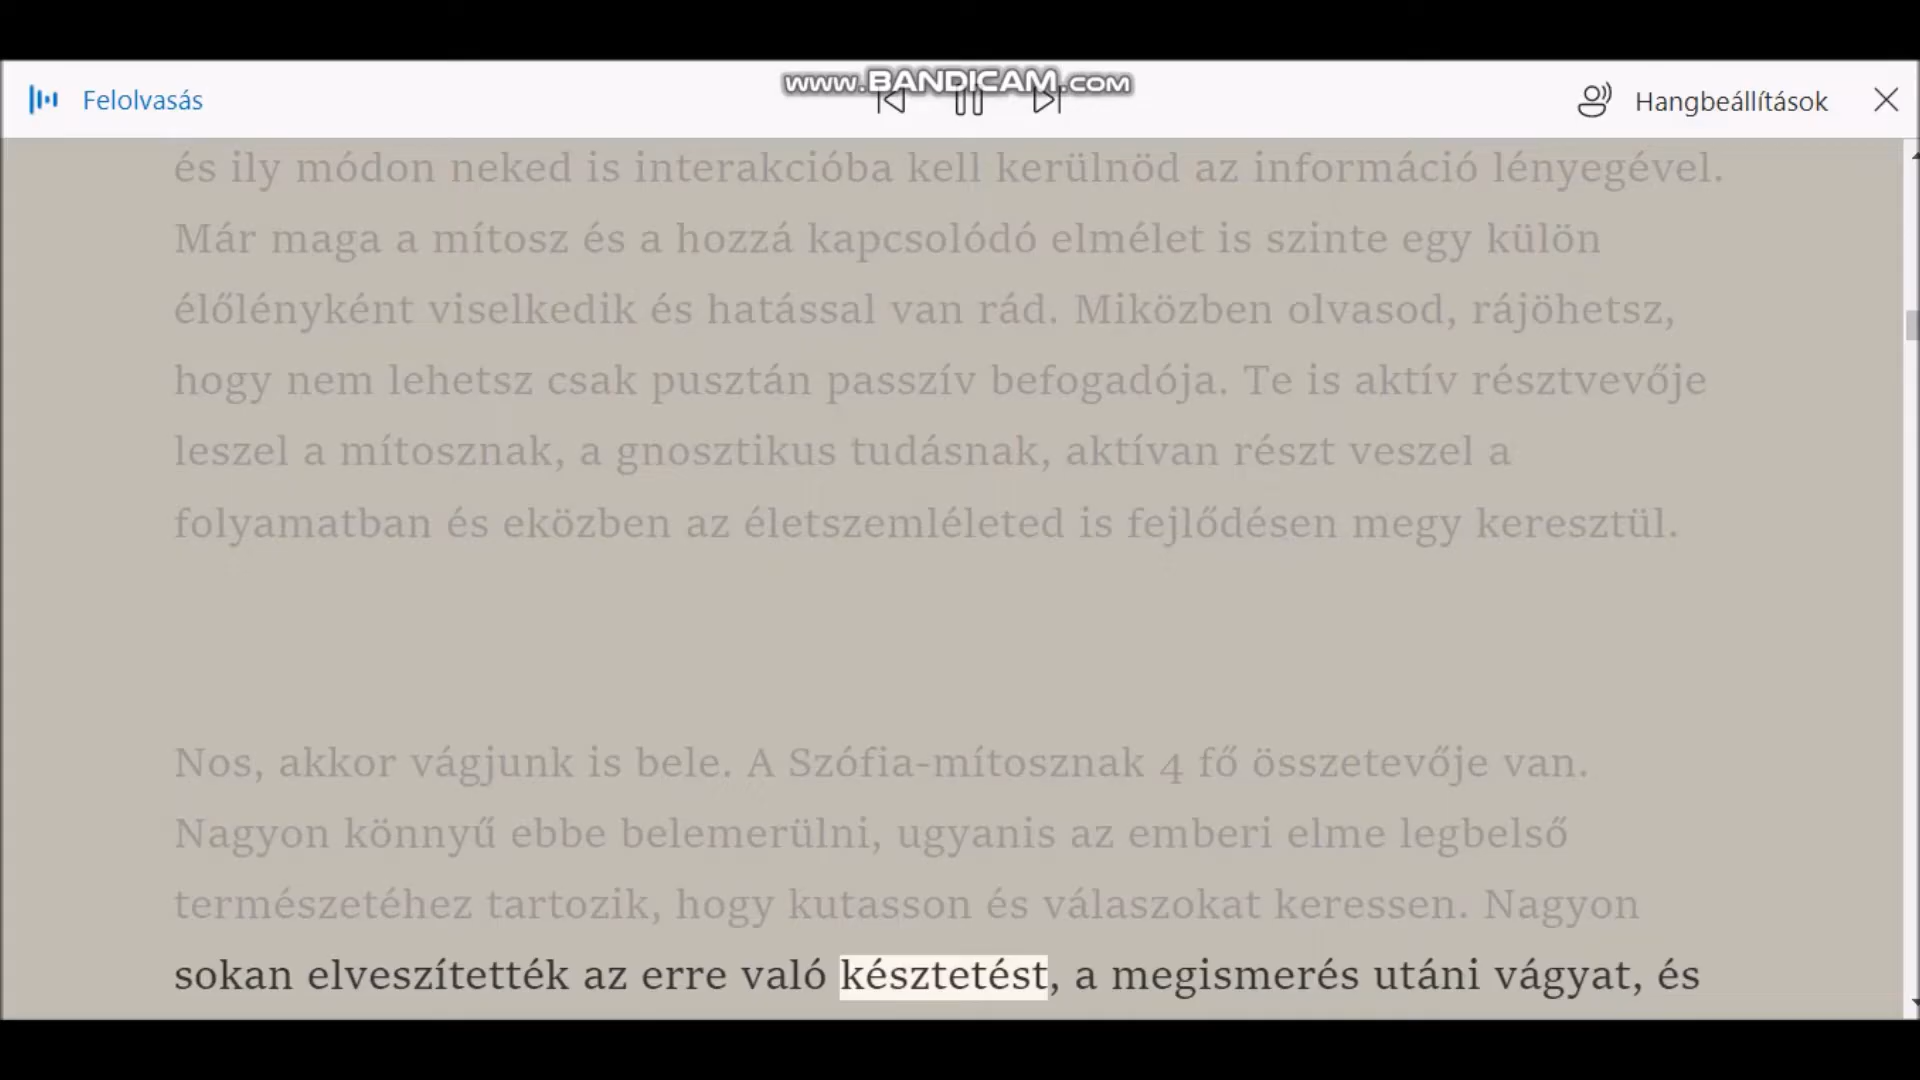 www.BANDICAM.com
Felolvasás
Hangbeállítások
és ily módon neked is interakcióba kell kerülnöd az információ lényegével.
Már maga a mítosz és a hozzá kapcsolódó elmélet is szinte egy külön
élőlényként viselkedik és hatással van rád. Miközben olvasod, rájöhetsz,
hogy nem lehetsz csak pusztán passzív befogadója. Te is aktív résztvevője
leszel a mítosznak, a gnosztikus tudásnak, aktívan részt veszel a
folyamatban és eközben az életszemléleted is fejlődésen megy keresztül.
Nos, akkor vágjunk is bele. A Szófia-mítosznak 4 fő összetevője van.
Nagyon könnyű ebbe belemerülni, ugyanis az emberi elme legbelső
természetéhez tartozik, hogy kutasson és válaszokat keressen. Nagyon
sokan elveszítették az erre való késztetést, a megismerés utáni vágyat, és